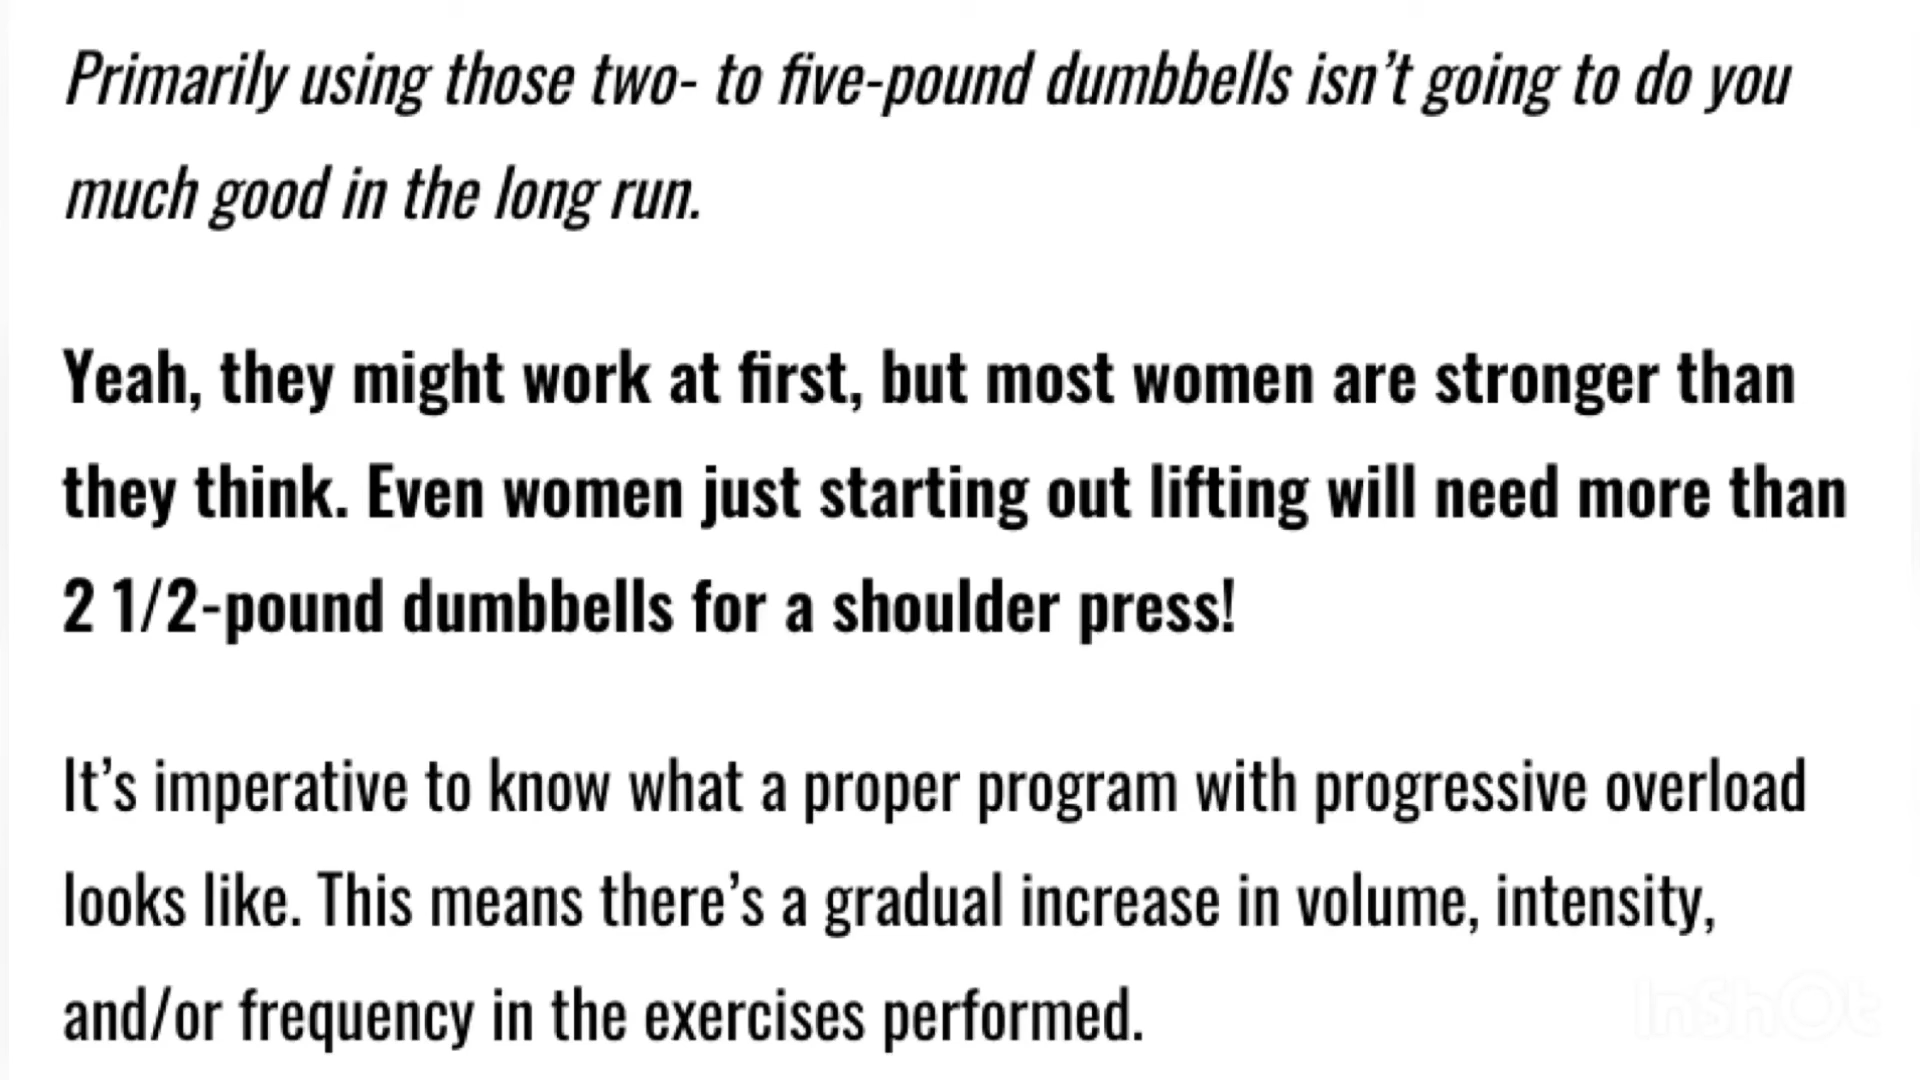 Primarily using those two- to five-pound dumbbells isn’t going to do you
much good in the long run.
Yeah, they might work at first, but most women are stronger than
they think. Even women just starting out lifting will need more than
2 1/2-pound dumbbells for a shoulder press!
It’s imperative to know what a proper program with progressive overload
looks like. This means there’s a gradual increase in volume, intensity,
and/or frequency in the exercises performed.
InShOt